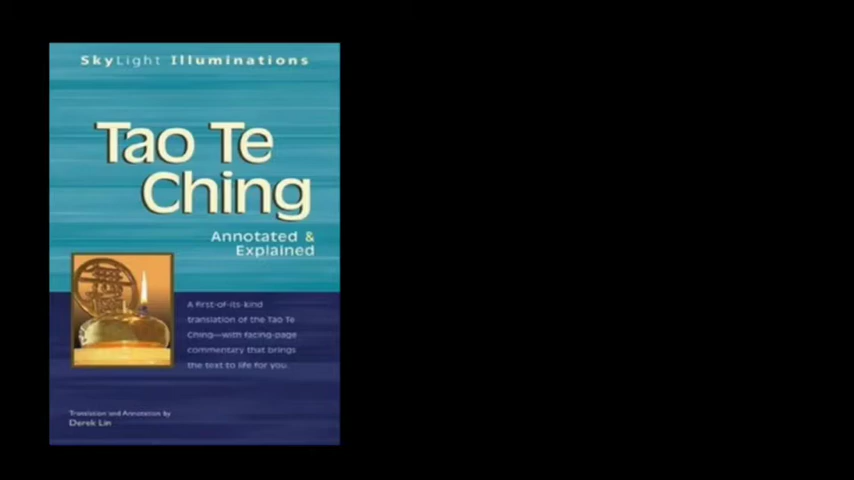 SkyLight Illuminations
Tao Te
Ching
Annotated &
Explained
A first-of-its-kind
translation of the Tao Te
Ching—with facing-page
commentary that brings
the text to life for you.
Translation and Annotation by
Derek Lin